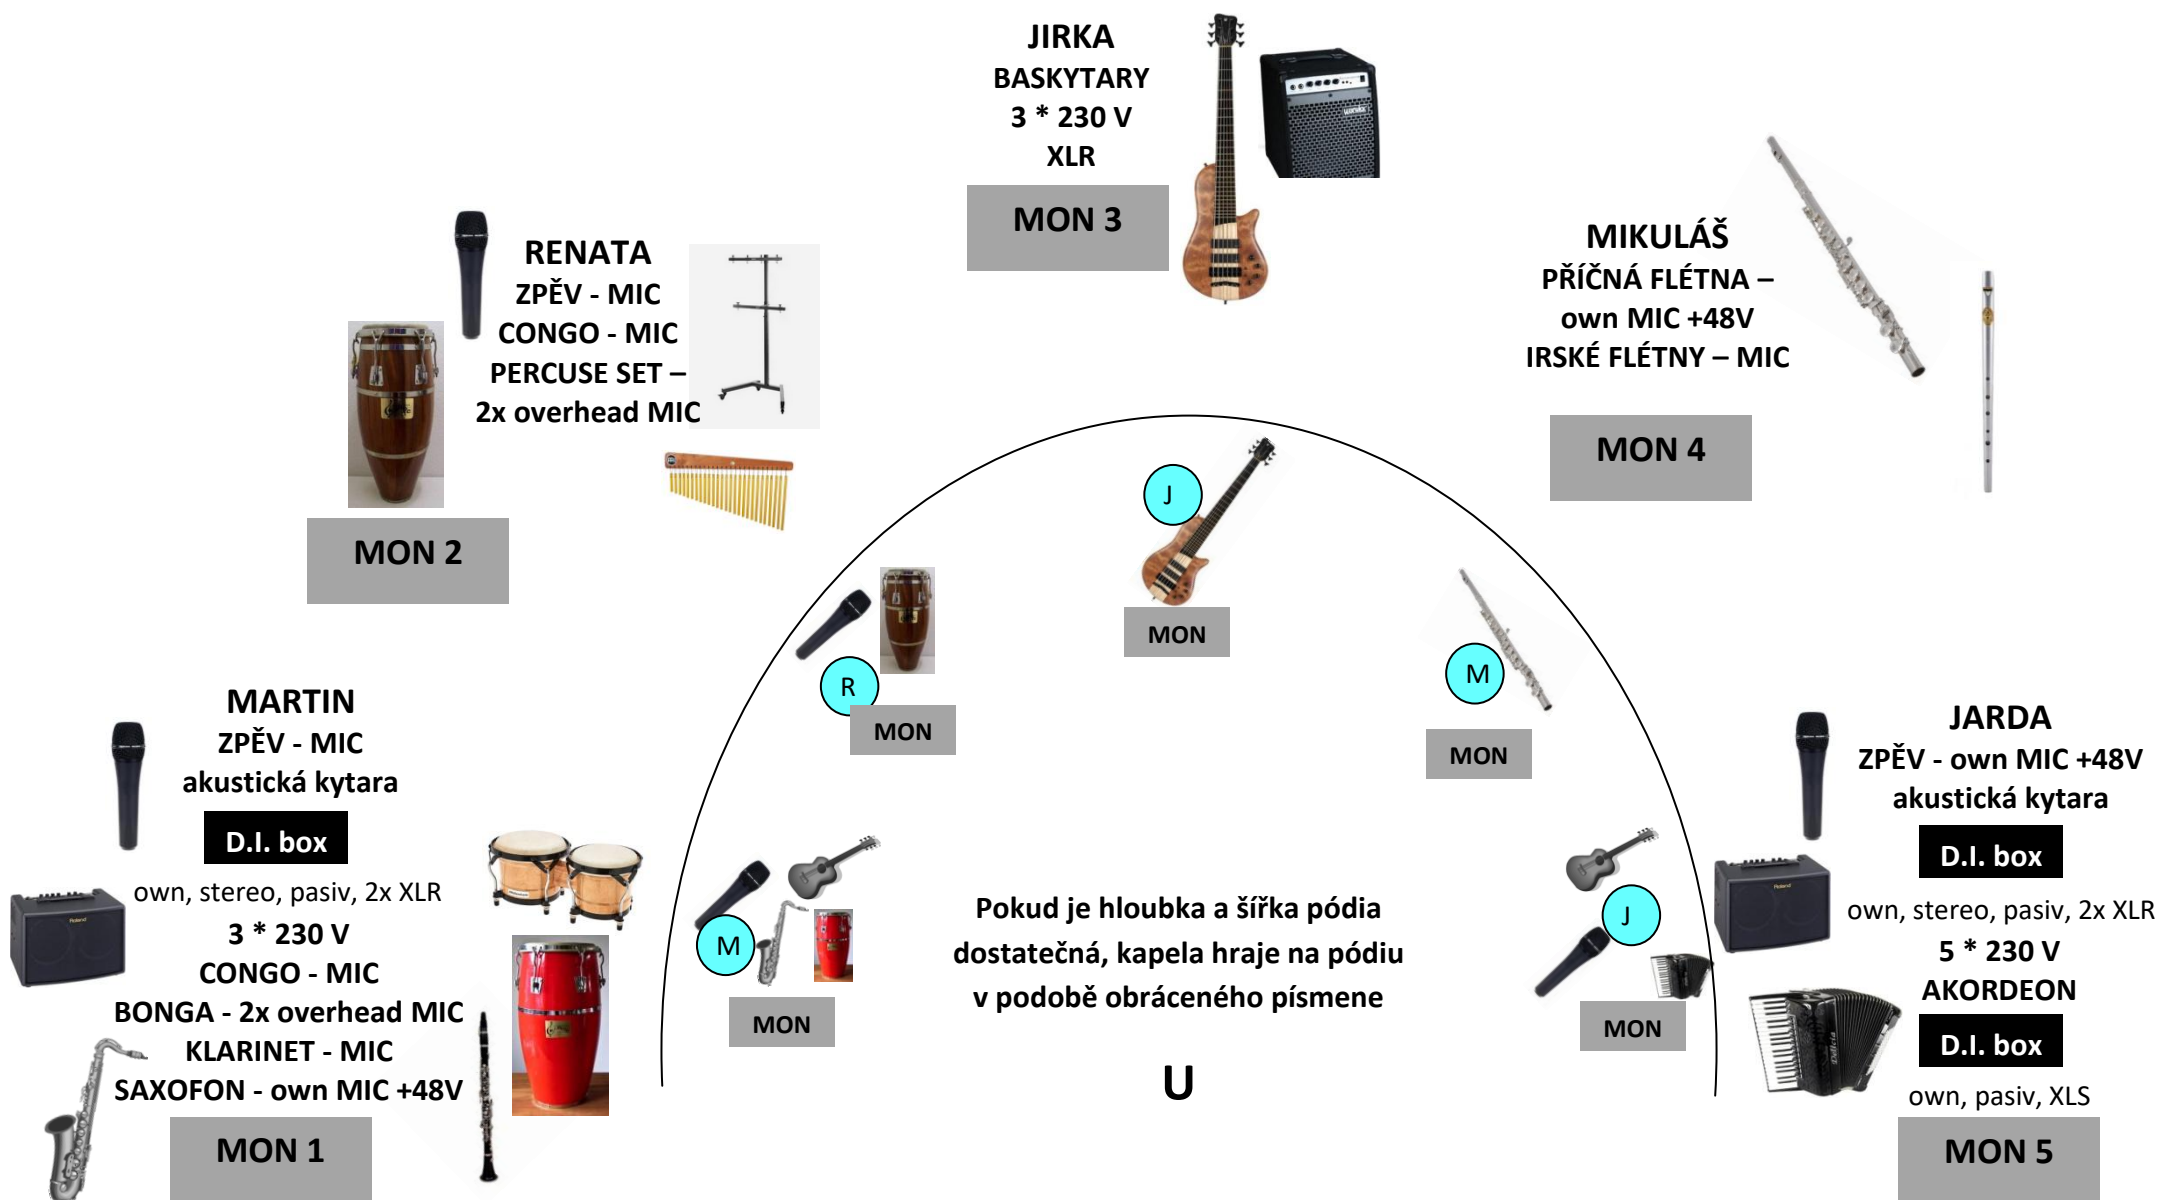 JIRKA
BASKYTARY
3 * 230 V
XLR
MON 3
RENATA
ZPĚV - MIC
CONGO - MIC
PERCUSE SET –
2x overhead MIC
MON 2
MIKULÁŠ
PŘÍČNÁ FLÉTNA –
own MIC +48V
IRSKÉ FLÉTNY – MIC
MON 4
MARTIN
ZPĚV - MIC
akustická kytara
D.I. box
own, stereo, pasiv, 2x XLR
3 * 230 V
CONGO - MIC
BONGA - 2x overhead MIC
KLARINET - MIC
SAXOFON - own MIC +48V
MON 1
J
MON
R
MON
M
MON
M
MON
J
MON
Pokud je hloubka a šířka pódia
dostatečná, kapela hraje na pódiu
v podobě obráceného písmene
U
JARDA
ZPĚV - own MIC +48V
akustická kytara
D.I. box
own, stereo, pasiv, 2x XLR
5 * 230 V
AKORDEON
D.I. box
own, pasiv, XLS
MON 5
Roland
Roland